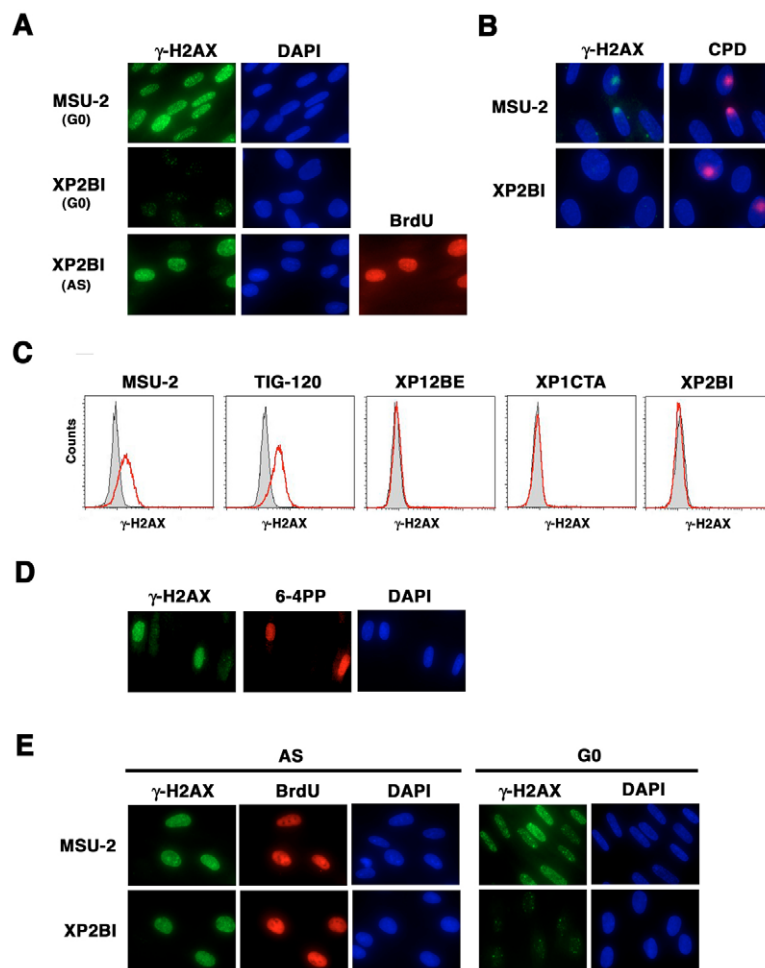 A
γ-H2AX DAPI
MSU-2
(G0)
XP2BI
(G0)
BrdU
XP2BI
(AS)
B
γ-H2AX CPD
MSU-2
XP2BI
C
MSU-2 TIG-120 XP12BE XP1CTA XP2BI
Counts
γ-H2AX γ-H2AX γ-H2AX γ-H2AX γ-H2AX
D
γ-H2AX 6-4PP DAPI
E
AS G0
γ-H2AX BrdU DAPI γ-H2AX DAPI
MSU-2
XP2BI